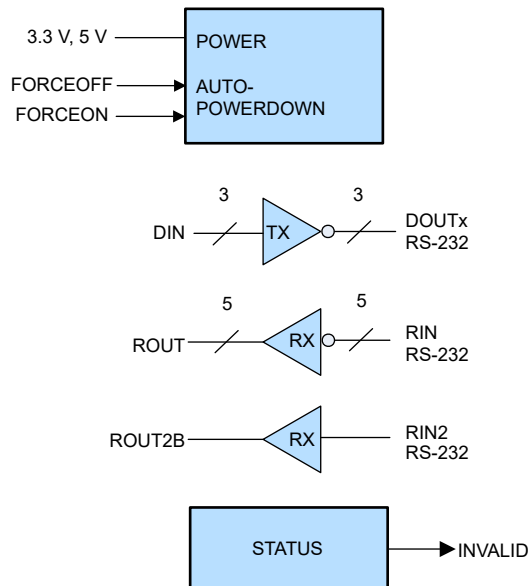 3.3 V, 5 V
POWER
FORCEOFF
AUTO-
FORCEON
POWERDOWN
3
3
DIN
TX
DOUTx
RS-232
5
5
ROUT
RX
RIN
RS-232
ROUT2B
RX
RIN2
RS-232
STATUS
INVALID